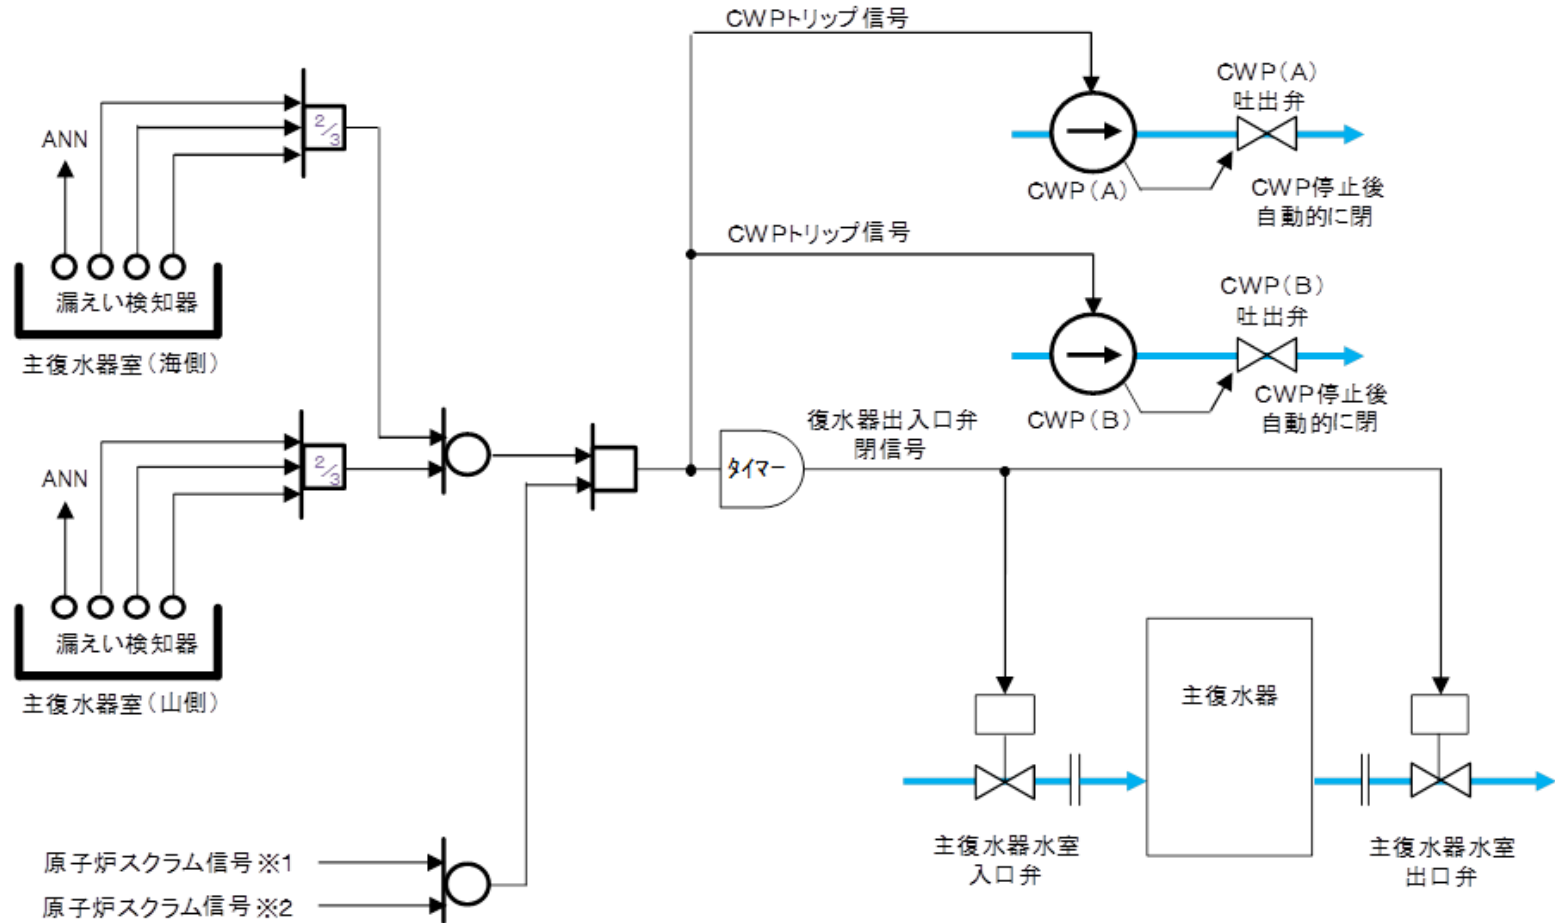 CWPトリップ信号
CWP(A)
吐出弁
ANN
2/3
CWP(A)
CWP停止後
自動的に閉
漏えい検知器
主復水器室(海側)
CWPトリップ信号
CWP(B)
吐出弁
CWP(B)
CWP停止後
自動的に閉
ANN
2/3
復水器出入口弁
閉信号
タイマー
漏えい検知器
主復水器室(山側)
主復水器
主復水器水室
入口弁
主復水器水室
出口弁
原子炉スクラム信号※1
原子炉スクラム信号※2